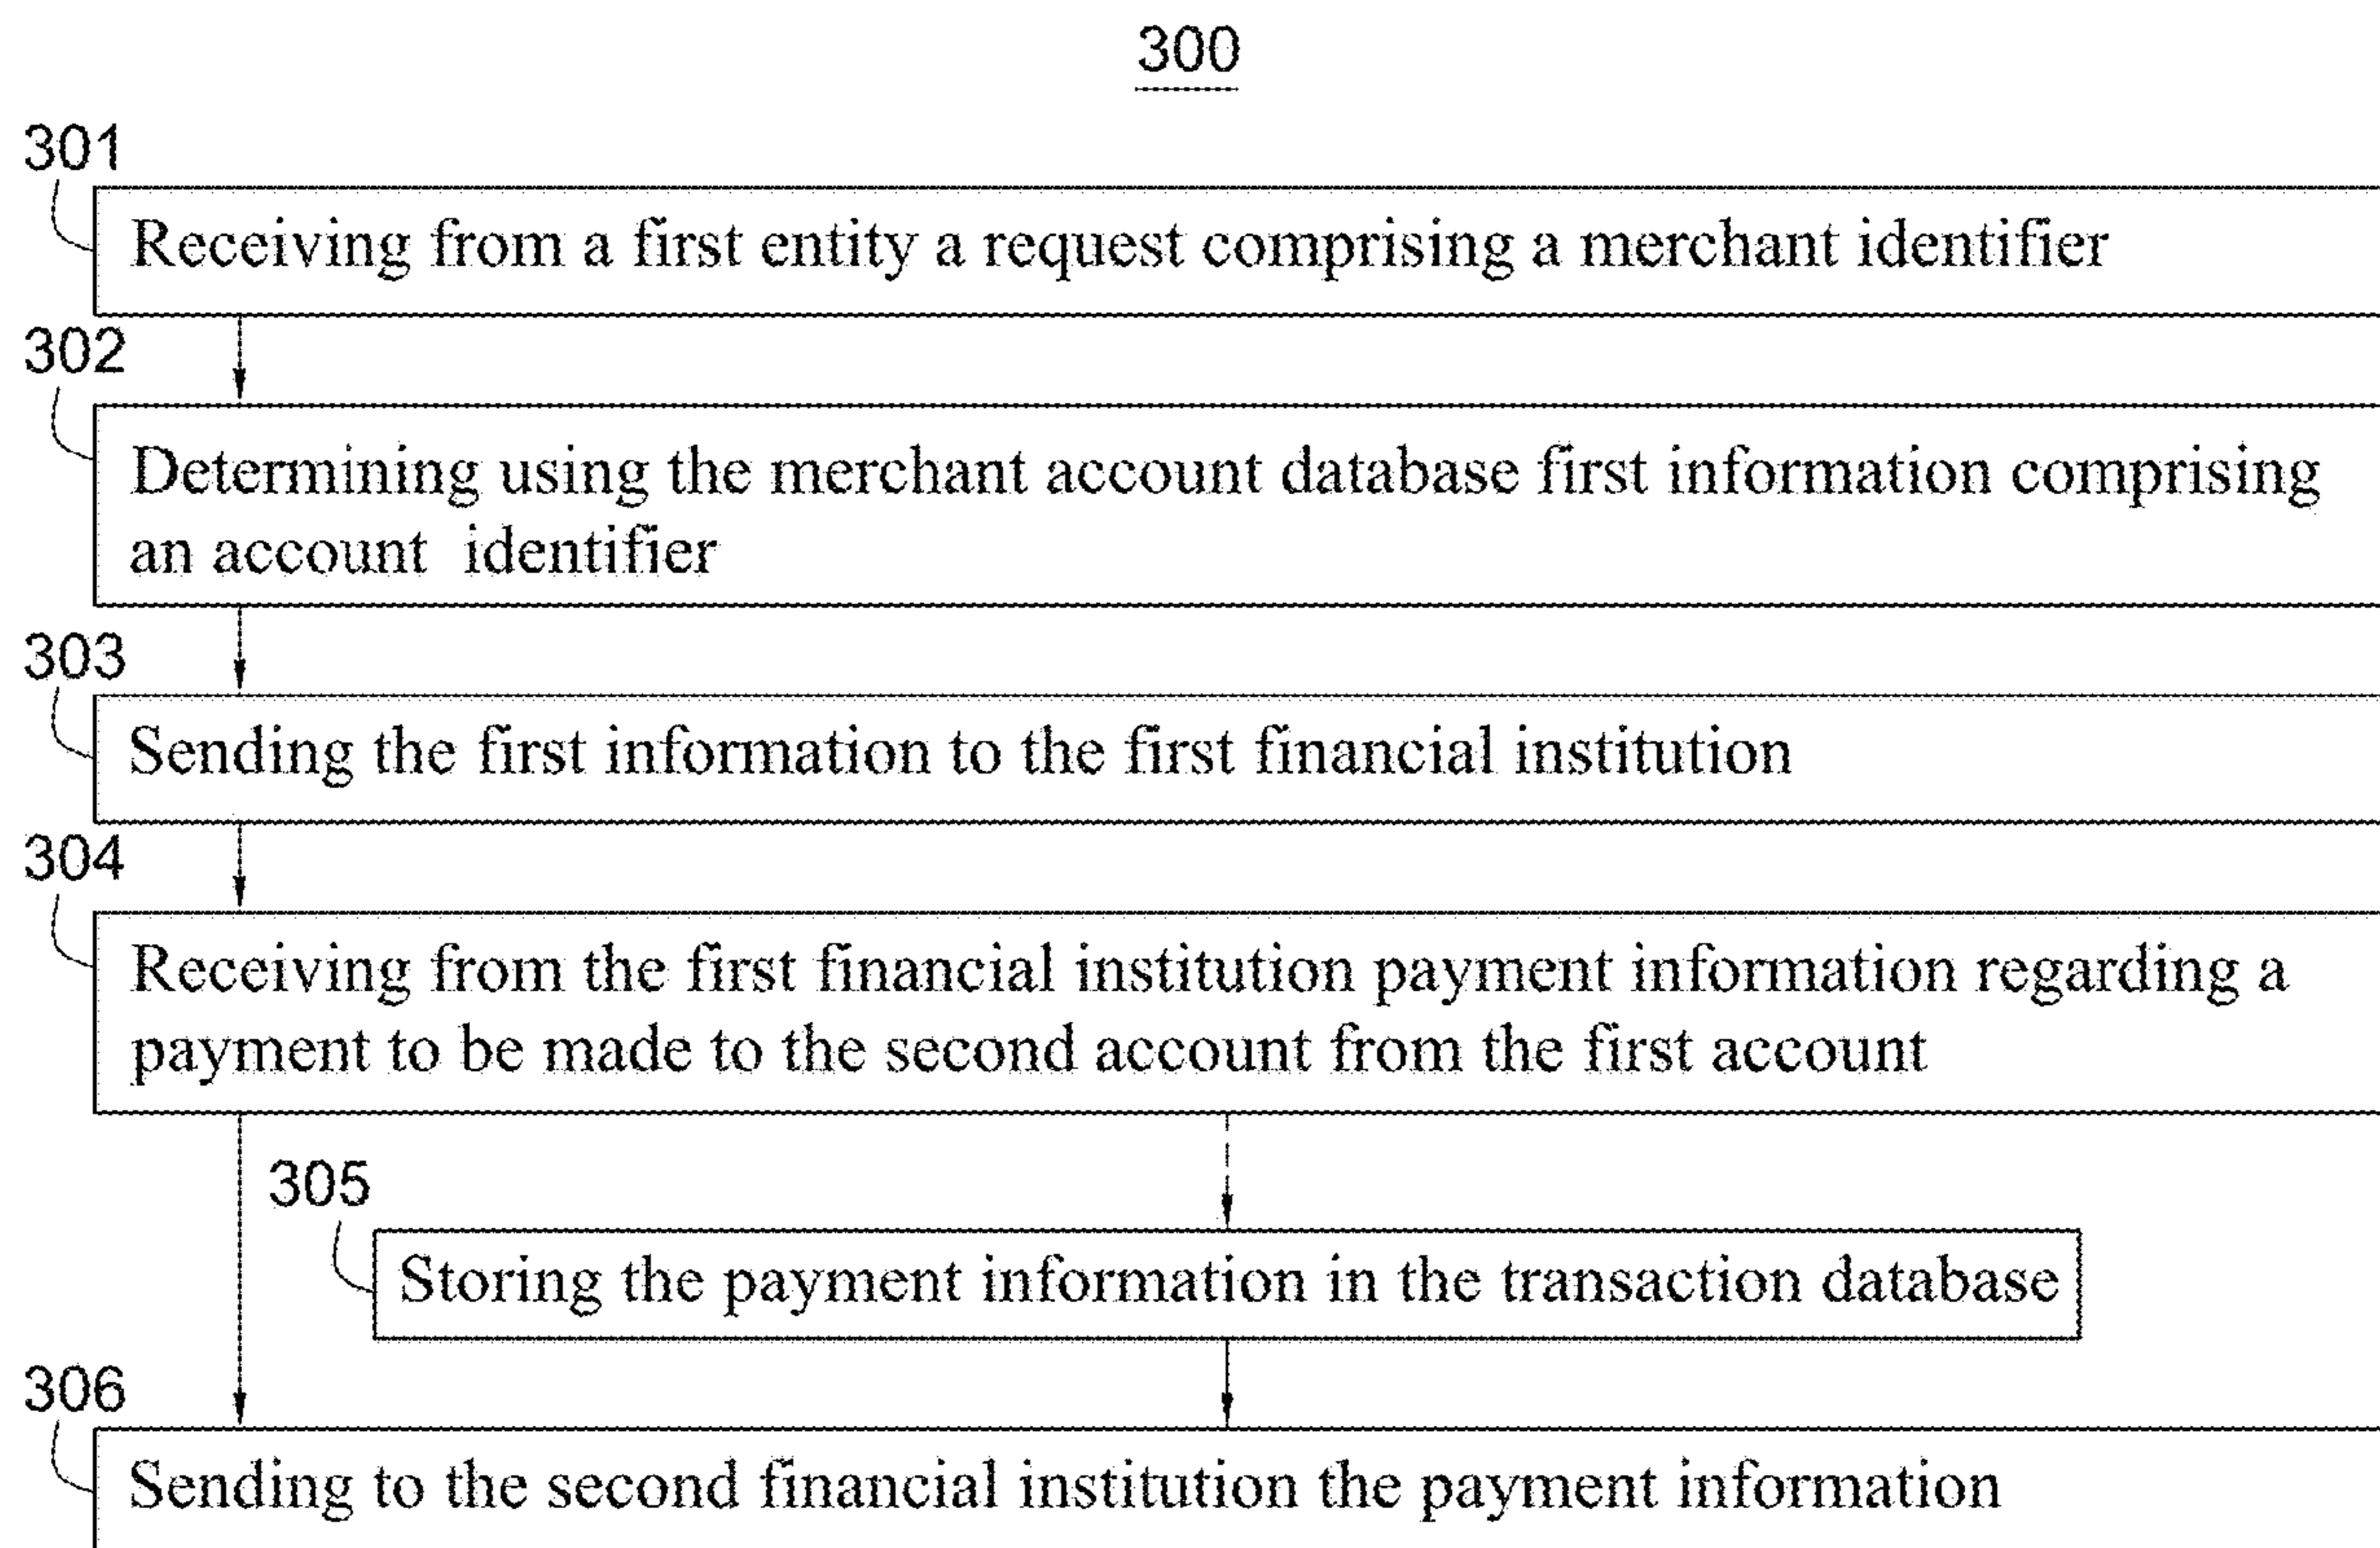 300
301
Receiving from a first entity a request comprising a merchant identifier
302
Determining using the merchant account database first information comprising
an account identifier
303
Sending the first information to the first financial institution
304
Receiving from the first financial institution payment information regarding a
payment to be made to the second account from the first account
305
Storing the payment information in the transaction database
306
Sending to the second financial institution the payment information